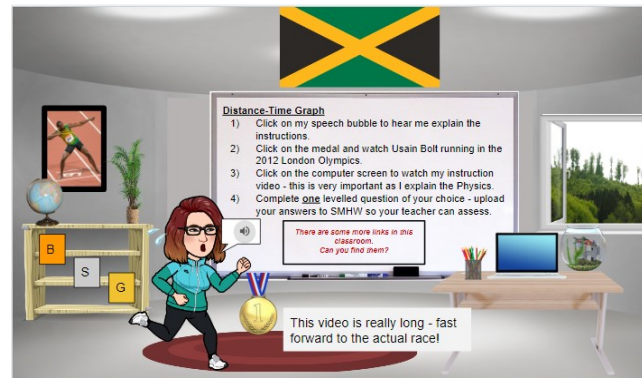 Distance-Time Graph
1) Click on my speech bubble to hear me explain the
instructions.
2) Click on the medal and watch Usain Bolt running in the
2012 London Olympics.
3) Click on the computer screen to watch my instruction
video - this is very important as I explain the Physics.
4) Complete one levelled question of your choice - upload
your answers to SMHW so your teacher can assess.
There are some more links in this
classroom.
Can you find them?
B
S
G
1
This video is really long - fast
forward to the actual race!